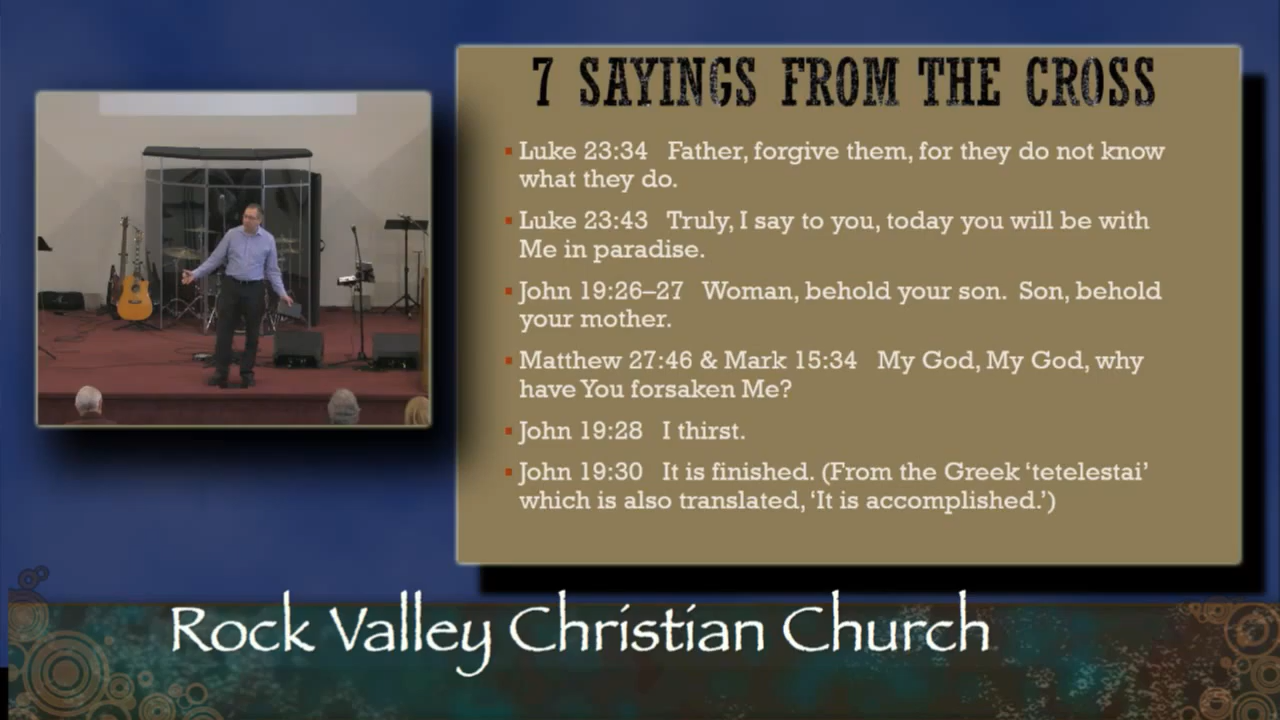 7 SAYINGS FROM THE CROSS
▪ Luke 23:34 Father, forgive them, for they do not know
what they do.
▪ Luke 23:43 Truly, I say to you, today you will be with
Me in paradise.
▪ John 19:26–27 Woman, behold your son. Son, behold
your mother.
▪ Matthew 27:46 & Mark 15:34 My God, My God, why
have You forsaken Me?
▪ John 19:28 I thirst.
▪ John 19:30 It is finished. (From the Greek ‘tetelestai’
which is also translated, ‘It is accomplished.’)
Rock Valley Christian Church